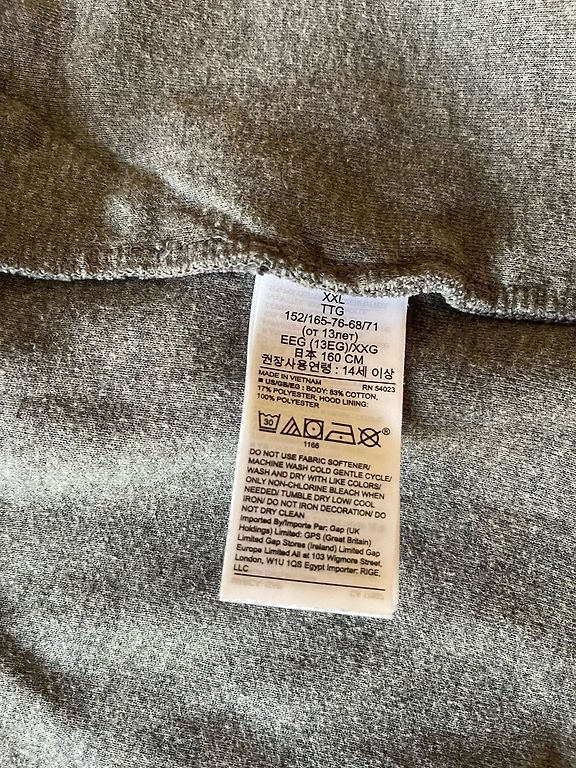 XXL
TTG
152/165-76-68/71
(от 13лет)
EEG (13EG)/XXG
日本 160 CM
권장사용연령 : 14세 이상
MADE IN VIETNAM RN 54023
■ US/GB/EG : BODY: 83% COTTON,
17% POLYESTER, HOOD LINING:
100% POLYESTER
30 ®
1166
DO NOT USE FABRIC SOFTENER/
MACHINE WASH COLD GENTLE CYCLE/
WASH AND DRY WITH LIKE COLORS/
ONLY NON-CHLORINE BLEACH WHEN
NEEDED/ TUMBLE DRY LOW/ COOL
IRON/ DO NOT IRON DECORATION/ DO
NOT DRY CLEAN
Imported By/Importe Par: Gap (UK
Holdings) Limited: GPS (Great Britain)
Limited Gap Stores (Ireland) Limited Gap
Europe Limited All at 103 Wigmore Street,
London, W1U 1QS Egypt Importer: RIGE,
LLC